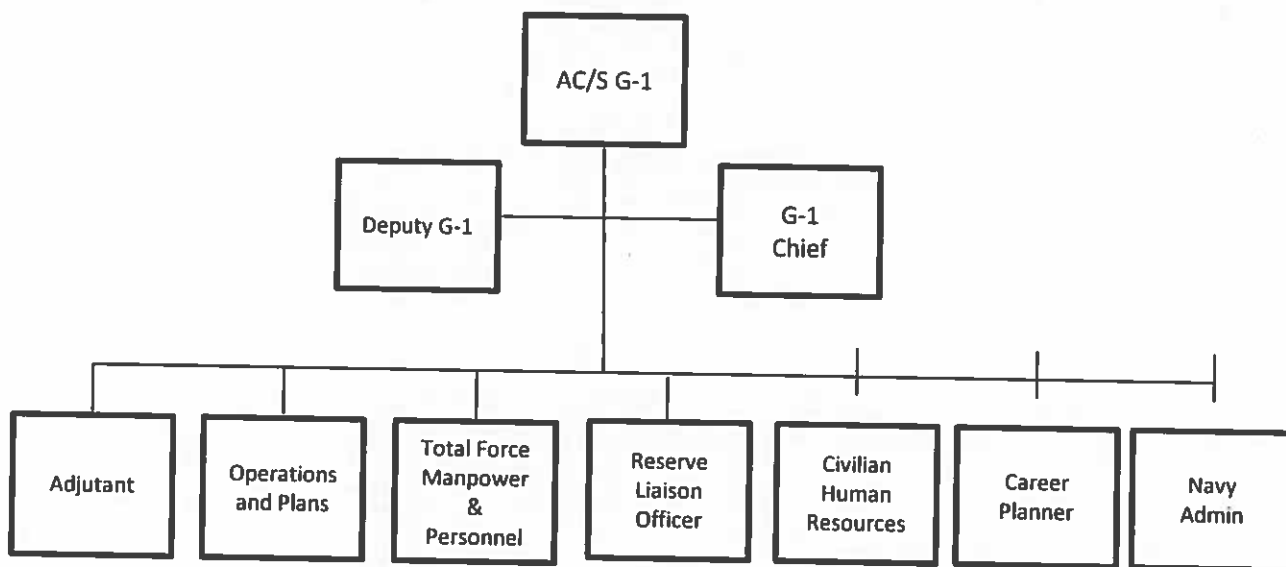 AC/S G-1
Deputy G-1
G-1
Chief
Adjutant
Operations
and Plans
Total Force
Manpower
&
Personnel
Reserve
Liaison
Officer
Civilian
Human
Resources
Career
Planner
Navy
Admin